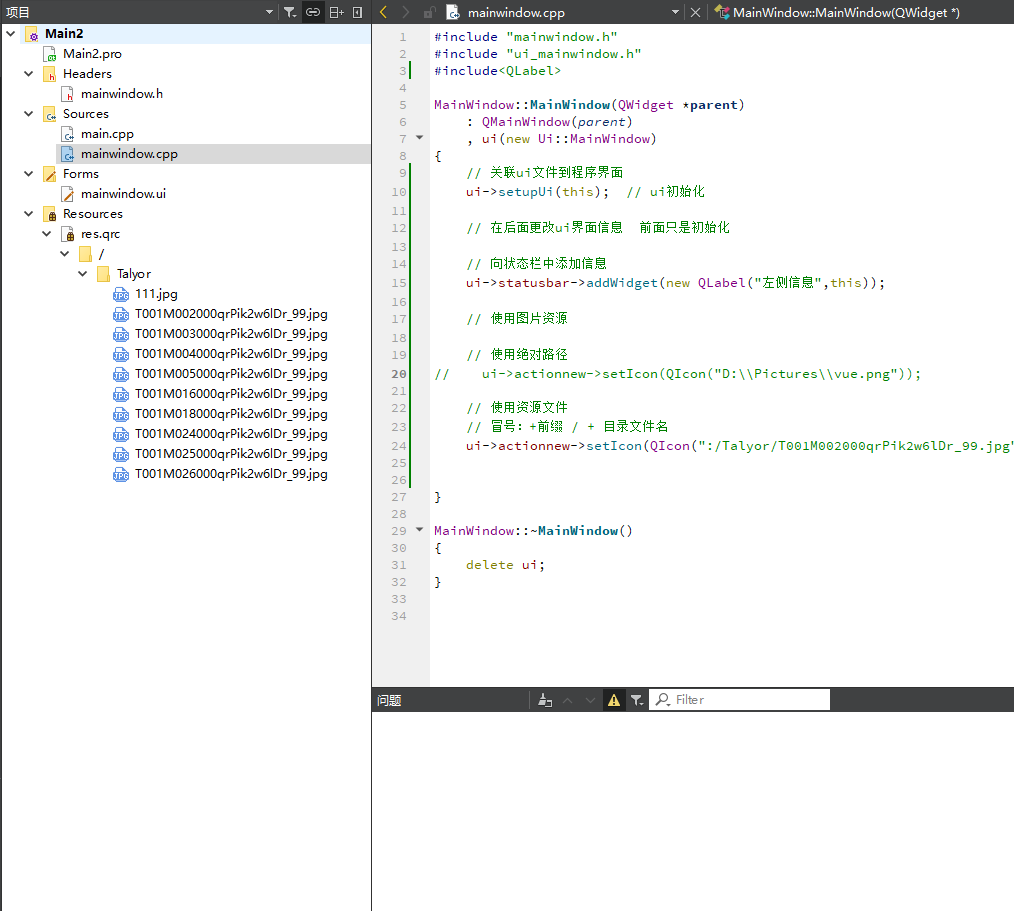 项目
Main2
Main2.pro
Headers
mainwindow.h
Sources
main.cpp
mainwindow.cpp
Forms
mainwindow.ui
Resources
res.qrc
/
Talyor
111.jpg
T001M002000qrPik2w6lDr_99.jpg
T001M003000qrPik2w6lDr_99.jpg
T001M004000qrPik2w6lDr_99.jpg
T001M005000qrPik2w6lDr_99.jpg
T001M016000qrPik2w6lDr_99.jpg
T001M018000qrPik2w6lDr_99.jpg
T001M024000qrPik2w6lDr_99.jpg
T001M025000qrPik2w6lDr_99.jpg
T001M026000qrPik2w6lDr_99.jpg
mainwindow.cpp MainWindow::MainWindow(QWidget *)
1 #include "mainwindow.h"
2 #include "ui_mainwindow.h"
3 #include<QLabel>
4
5 MainWindow::MainWindow(QWidget *parent)
6 : QMainWindow(parent)
7 , ui(new Ui::MainWindow)
8 {
9 // 关联ui文件到程序界面
10 ui->setupUi(this); // ui初始化
11
12 // 在后面更改ui界面信息 前面只是初始化
13
14 // 向状态栏中添加信息
15 ui->statusbar->addWidget(new QLabel("左侧信息",this));
16
17 // 使用图片资源
18
19 // 使用绝对路径
20 // ui->actionnew->setIcon(QIcon("D:\\Pictures\\vue.png"));
21
22 // 使用资源文件
23 // 冒号：+前缀 / + 目录文件名
24 ui->actionnew->setIcon(QIcon(":/Talyor/T001M002000qrPik2w6lDr_99.jpg"
25
26
27 }
28
29 MainWindow::~MainWindow()
30 {
31 delete ui;
32 }
33
34
问题
Filter